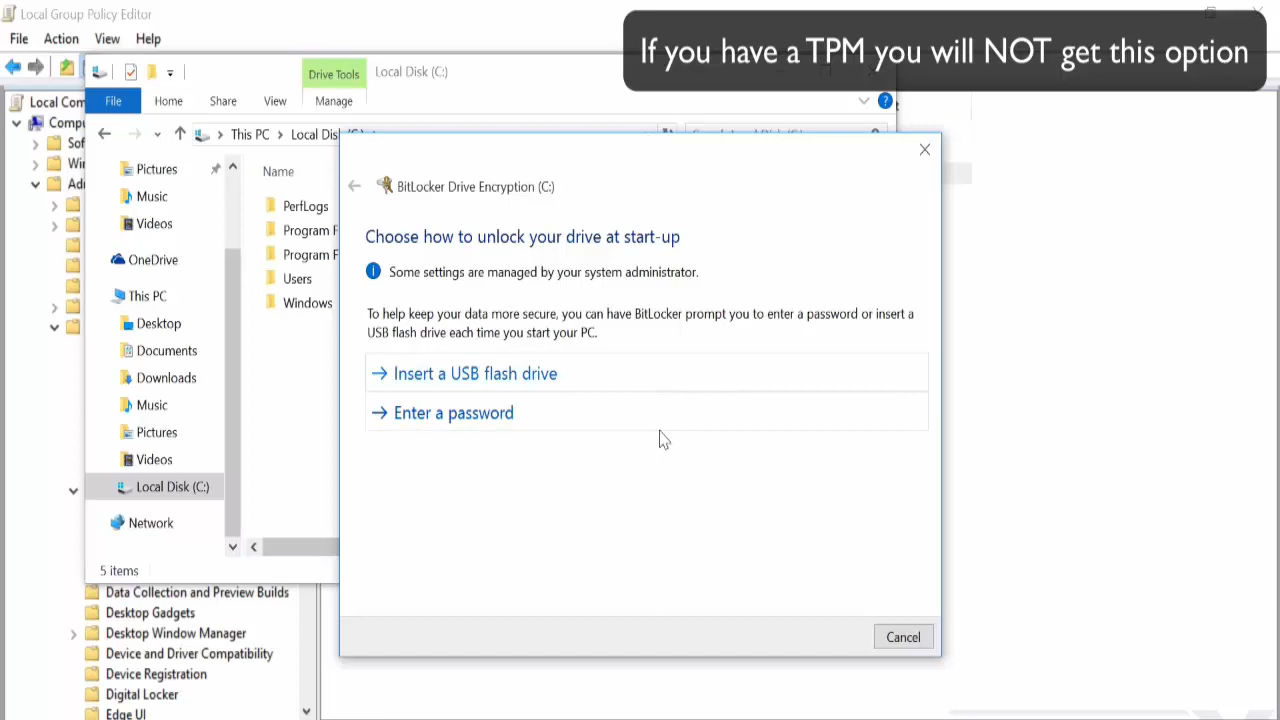 Local Group Policy Editor
If you have a TPM you will NOT get this option
File Action View Help
Drive Tools Local Disk (C:)
File Home Share View Manage
This PC > Local Disk
Local Com
Compu
Sof
Win
Ad
Pictures
Music
Videos
OneDrive
This PC
Desktop
Documents
Downloads
Music
Pictures
Videos
Local Disk (C:)
Network
Name
PerfLogs
Program F
Program F
Users
Windows
5 items
BitLocker Drive Encryption (C:)
Choose how to unlock your drive at start-up
Some settings are managed by your system administrator.
To help keep your data more secure, you can have BitLocker prompt you to enter a password or insert a
USB flash drive each time you start your PC.
Insert a USB flash drive
Enter a password
Cancel
Data Collection and Preview Builds
Desktop Gadgets
Desktop Window Manager
Device and Driver Compatibility
Device Registration
Digital Locker
Edge UI